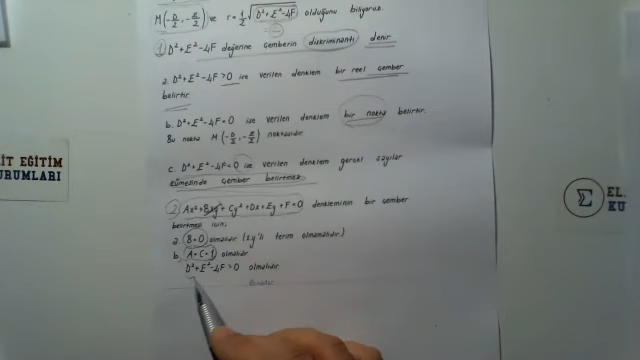 M(-D/2, -E/2) ve r = 1/2 √(D²+E²-4F) olduğunu biliyoruz.
1) D²+E²-4F değerine çemberin diskriminantı denir
a. D²+E²-4F>0 ise verilen denklem bir reel çember
belirtir.
b. D²+E²-4F=0 ise verilen denklem bir nokta belirtir.
Bu nokta M(-D/2, -E/2) noktasıdır.
c. D²+E²-4F<0 ise verilen denklem gerçel sayılar
kümesinde çember belirtmez.
2) Ax²+Bxy+Cy²+Dx+Ey+F=0 denkleminin bir çember
belirtmesi için;
a. B=0 olmalıdır. (xy'li terim olmamalıdır.)
b. A=C=1 olmalıdır.
D²+E²-4F>0 olmalıdır.
İT EĞİTİM
URUMLARI
Σ EL
KU